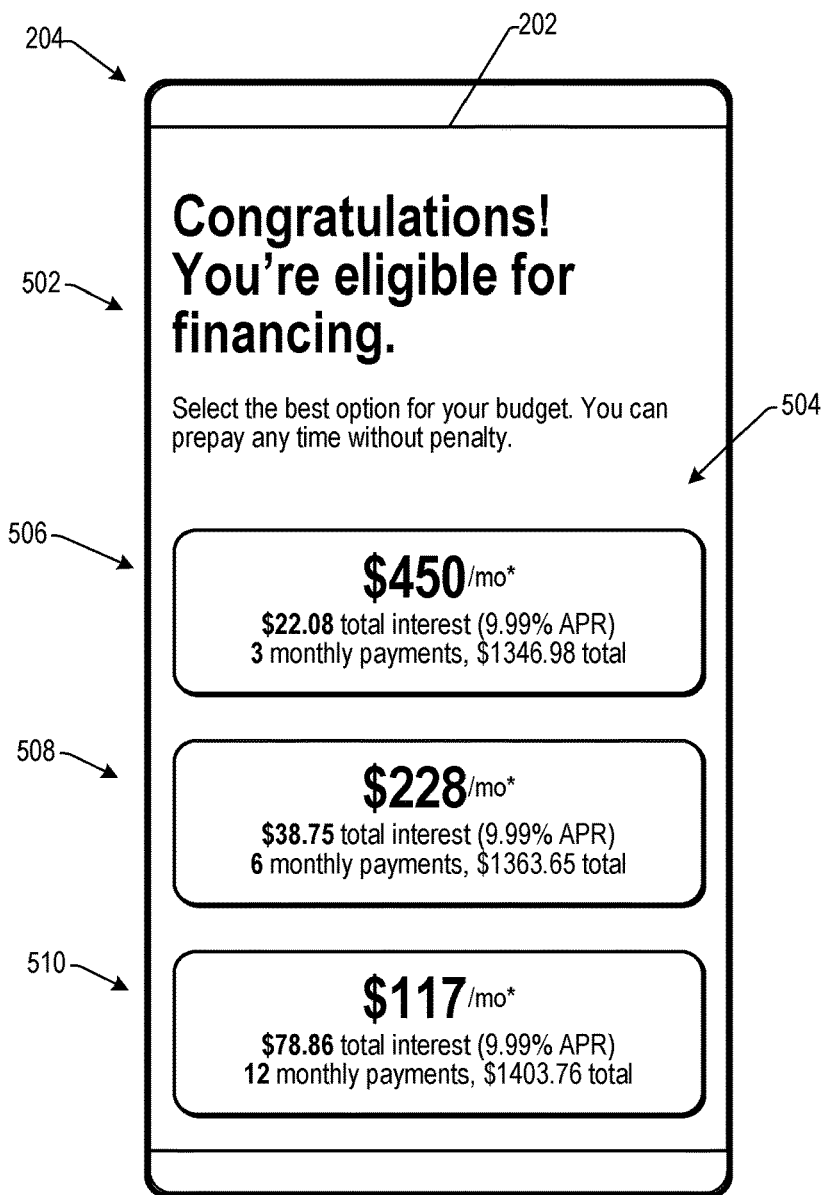 204
202
Congratulations!
You’re eligible for
financing.
502
Select the best option for your budget. You can
prepay any time without penalty.
504
506
$450/mo*
$22.08 total interest (9.99% APR)
3 monthly payments, $1346.98 total
508
$228/mo*
$38.75 total interest (9.99% APR)
6 monthly payments, $1363.65 total
510
$117/mo*
$78.86 total interest (9.99% APR)
12 monthly payments, $1403.76 total